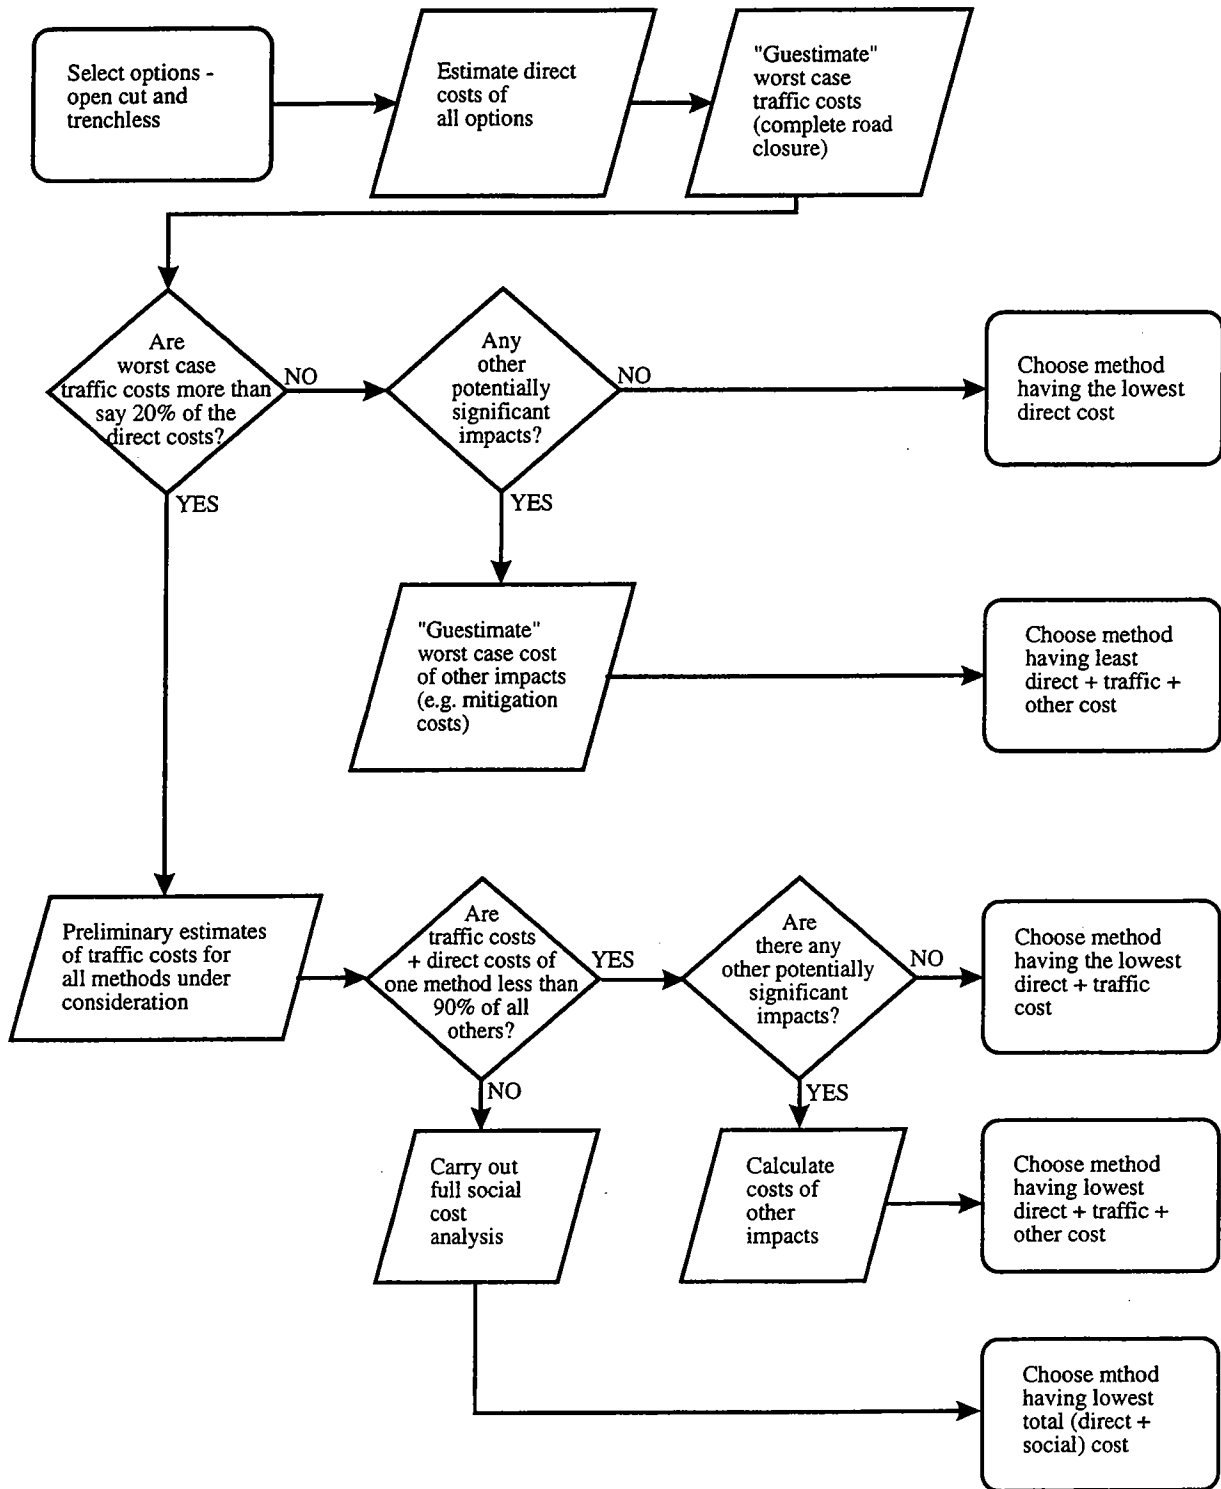 Select options -
open cut and
trenchless
Estimate direct
costs of
all options
"Guestimate"
worst case
traffic costs
(complete road
closure)
Are
worst case
traffic costs more than
say 20% of the
direct costs?
NO
YES
Any
other
potentially
significant
impacts?
NO
YES
Choose method
having the lowest
direct cost
"Guestimate"
worst case cost
of other impacts
(e.g. mitigation
costs)
Choose method
having least
direct + traffic +
other cost
Preliminary estimates
of traffic costs for
all methods under
consideration
Are
traffic costs
+ direct costs of
one method less than
90% of all
others?
YES
NO
Are
there any
other potentially
significant
impacts?
NO
YES
Choose method
having the lowest
direct + traffic
cost
Carry out
full social
cost
analysis
Calculate
costs of
other
impacts
Choose method
having lowest
direct + traffic +
other cost
Choose mthod
having lowest
total (direct +
social) cost